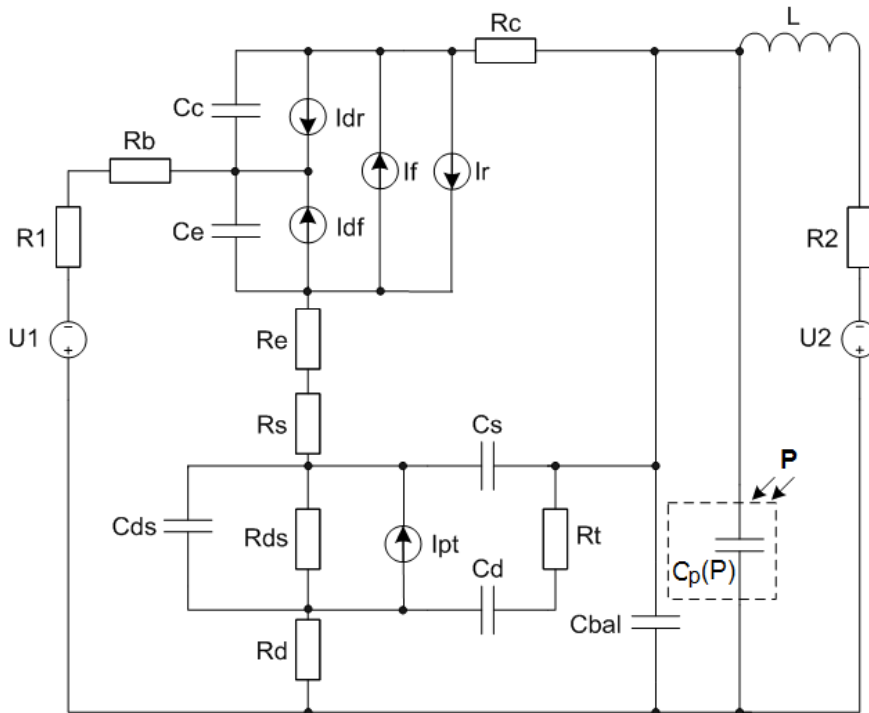 Rc
L
Cc
Idr
Rb
If
Ir
R1
Ce
Idf
R2
U1
−
+
Re
U2
−
+
Rs
Cs
P
Cds
Rds
Ipt
Rt
Cd
Cp(P)
Cbal
Rd